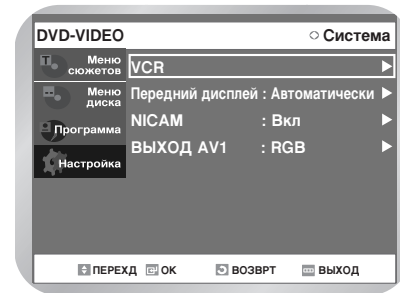 DVD-VIDEO Система
Меню сюжетов VCR
Меню диска Передний дисплей : Автоматически
Программа NICAM : Вкл
Настройка ВЫХОД AV1 : RGB
ПЕРЕХД OK ВОЗВРТ ВЫХОД